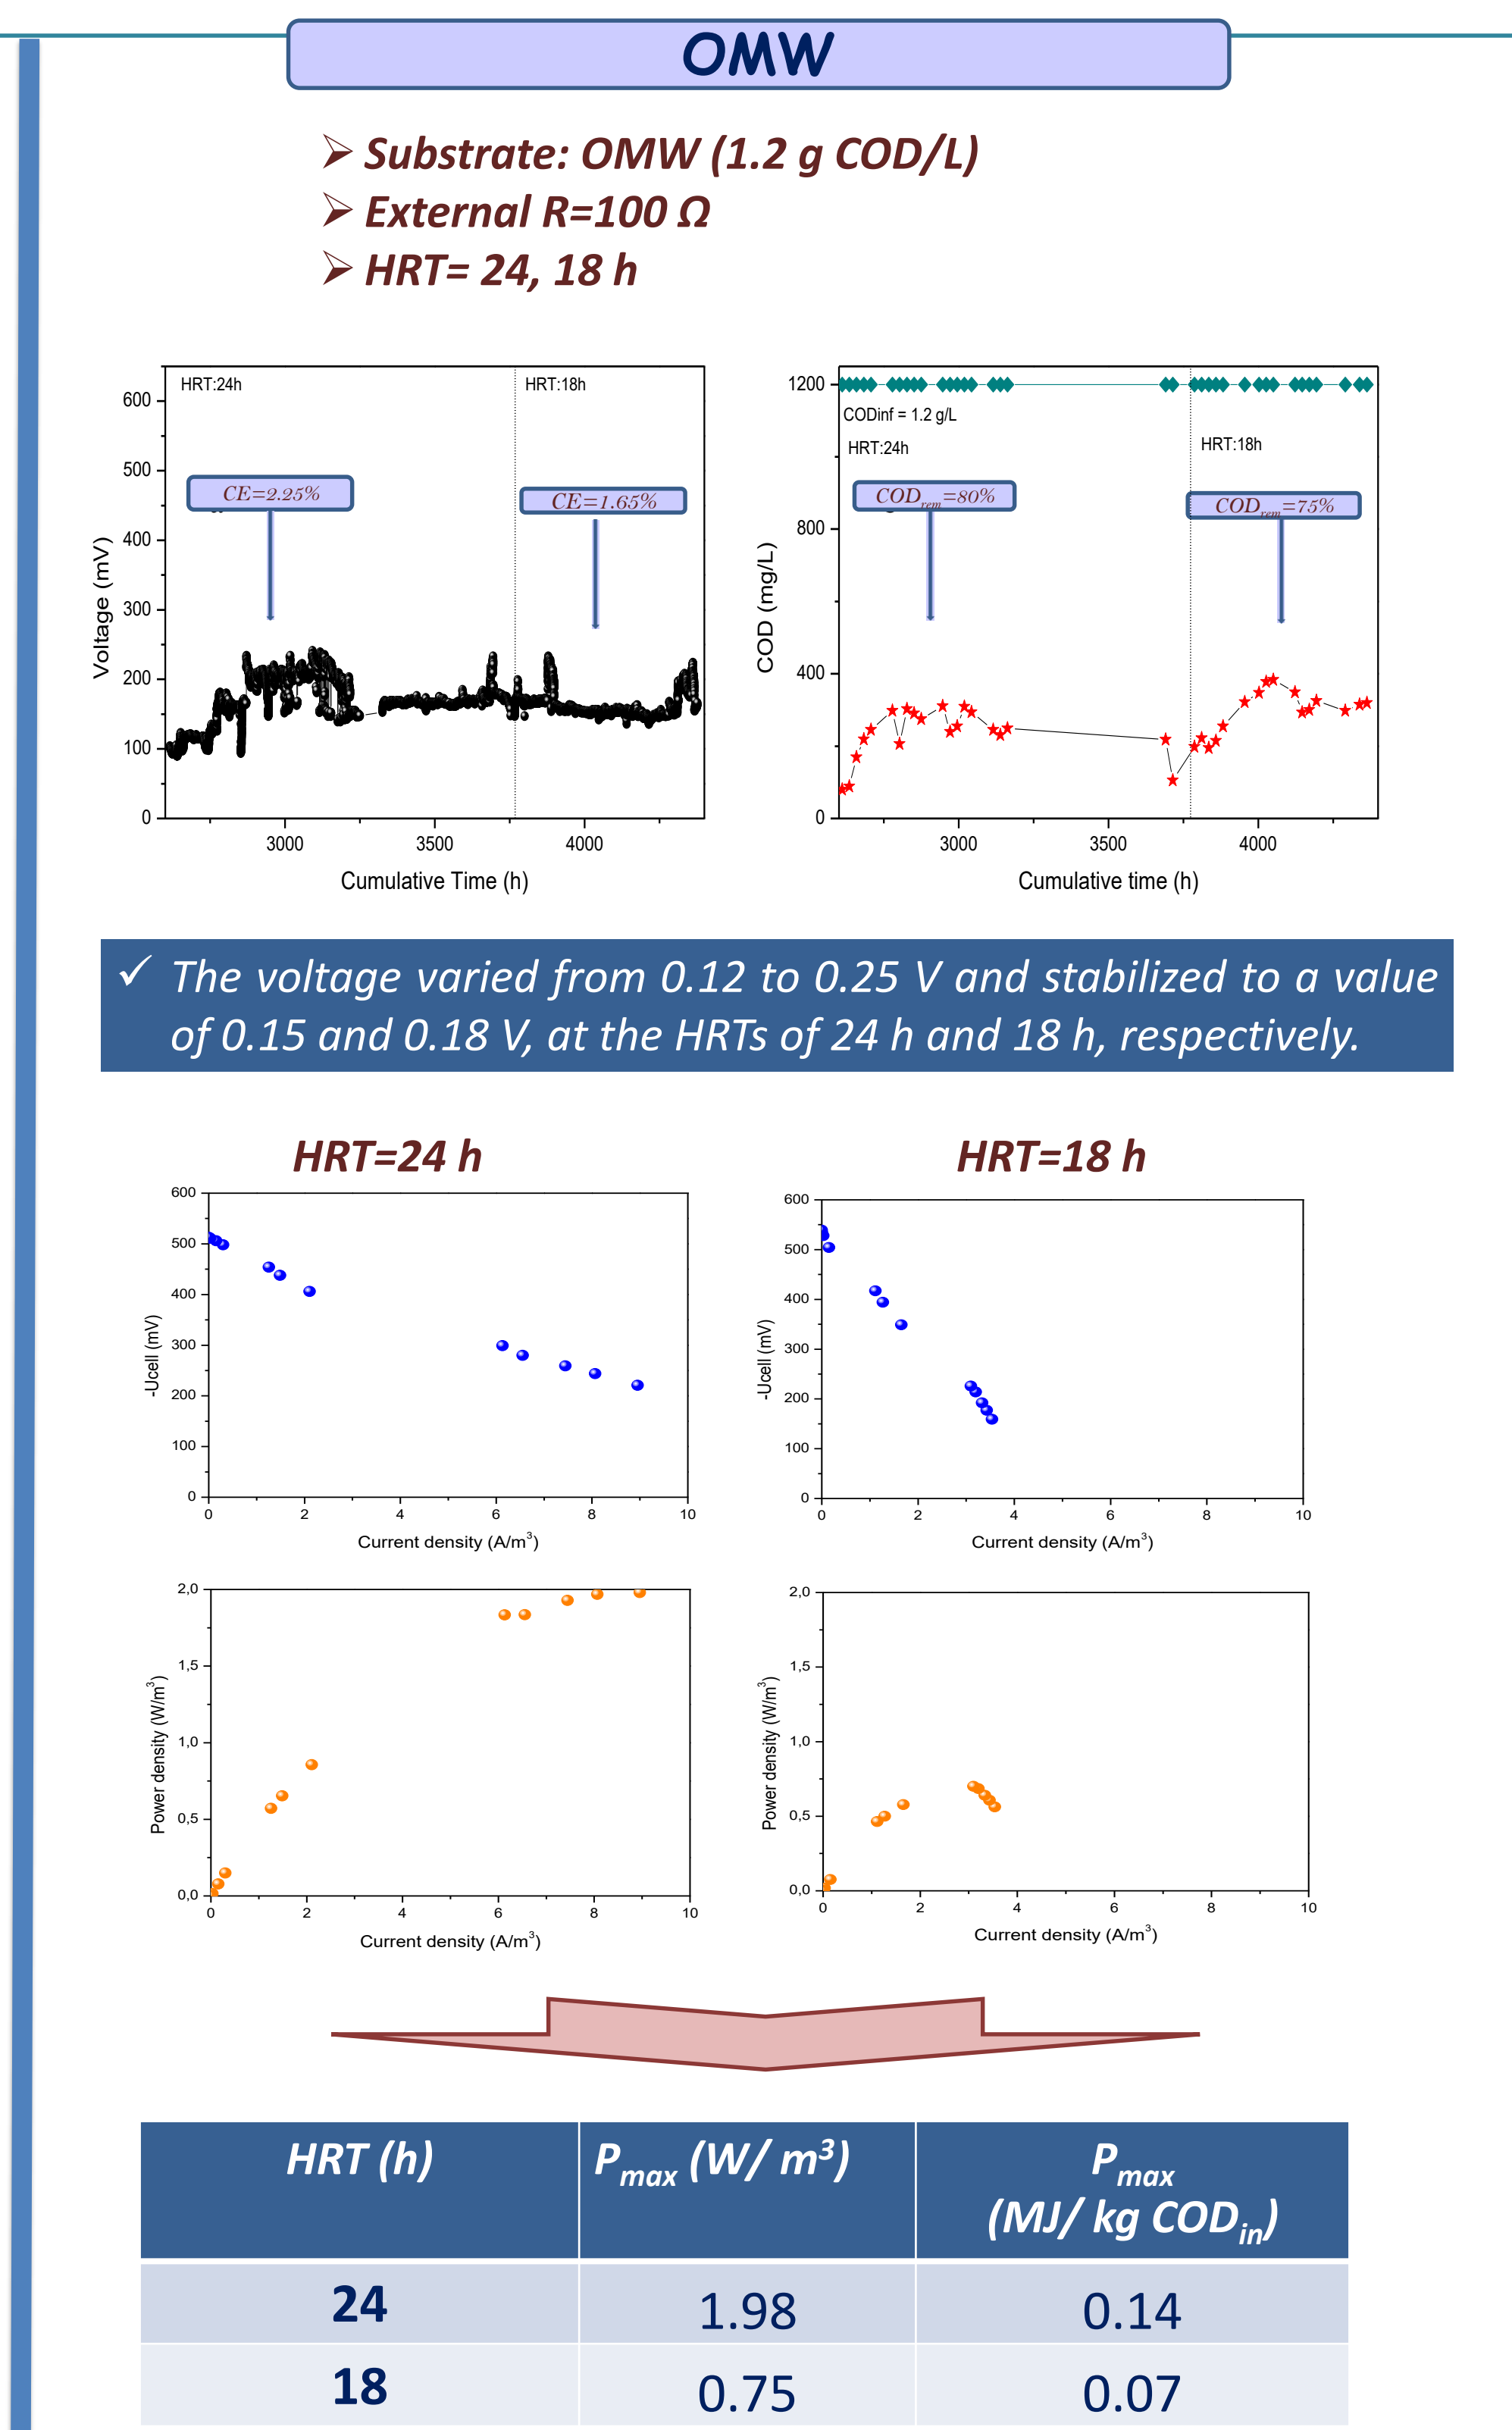 OMW
➢ Substrate: OMW (1.2 g COD/L)
➢ External R=100 Ω
➢ HRT= 24, 18 h
HRT:24h
HRT:18h
CE=2.25%
CE=1.65%
600
500
400
300
200
100
0
3000 3500 4000
Voltage (mV)
Cumulative Time (h)
1200
800
400
0
CODinf = 1.2 g/L
HRT:24h
HRT:18h
CODrem=80%
CODrem=75%
3000 3500 4000
COD (mg/L)
Cumulative time (h)
✓ The voltage varied from 0.12 to 0.25 V and stabilized to a value
of 0.15 and 0.18 V, at the HRTs of 24 h and 18 h, respectively.
HRT=24 h
600
500
400
300
200
100
0
0 2 4 6 8 10
-Ucell (mV)
Current density (A/m³)
HRT=18 h
600
500
400
300
200
100
0
0 2 4 6 8 10
-Ucell (mV)
Current density (A/m³)
2,0
1,5
1,0
0,5
0,0
0 2 4 6 8 10
Power density (W/m³)
Current density (A/m³)
2,0
1,5
1,0
0,5
0,0
0 2 4 6 8 10
Power density (W/m³)
Current density (A/m³)
HRT (h) Pmax (W/ m³) Pmax
(MJ/ kg CODin)
24 1.98 0.14
18 0.75 0.07